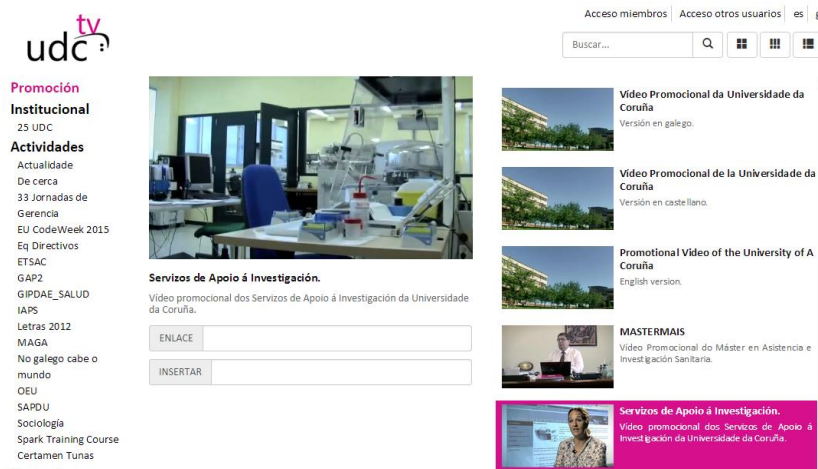 tv
udc
Acceso miembros
Acceso otros usuarios
es
Buscar...
Promoción
Institucional
25 UDC
Actividades
Actualidade
De cerca
33 Jornadas de
Gerencia
EU CodeWeek 2015
Eq Directivos
ETSAC
GAP2
GIPDAE_SALUD
IAPS
Letras 2012
MAGA
No galego cabe o
mundo
OEU
SAPDU
Sociología
Spark Training Course
Certamen Tunas
Servizos de Apoio á Investigación.
Vídeo promocional dos Servizos de Apoio á Investigación da Universidade
da Coruña.
ENLACE
INSERTAR
Vídeo Promocional da Universidade da
Coruña
Versión en galego.
Vídeo Promocional de la Universidade da
Coruña
Versión en castellano.
Promotional Video of the University of A
Coruña
English version.
MASTERMAIS
Vídeo Promocional do Máster en Asistencia e
Investigación Sanitaria.
Servizos de Apoio á Investigación.
Vídeo promocional dos Servizos de Apoio á
Investigación da Universidade da Coruña.